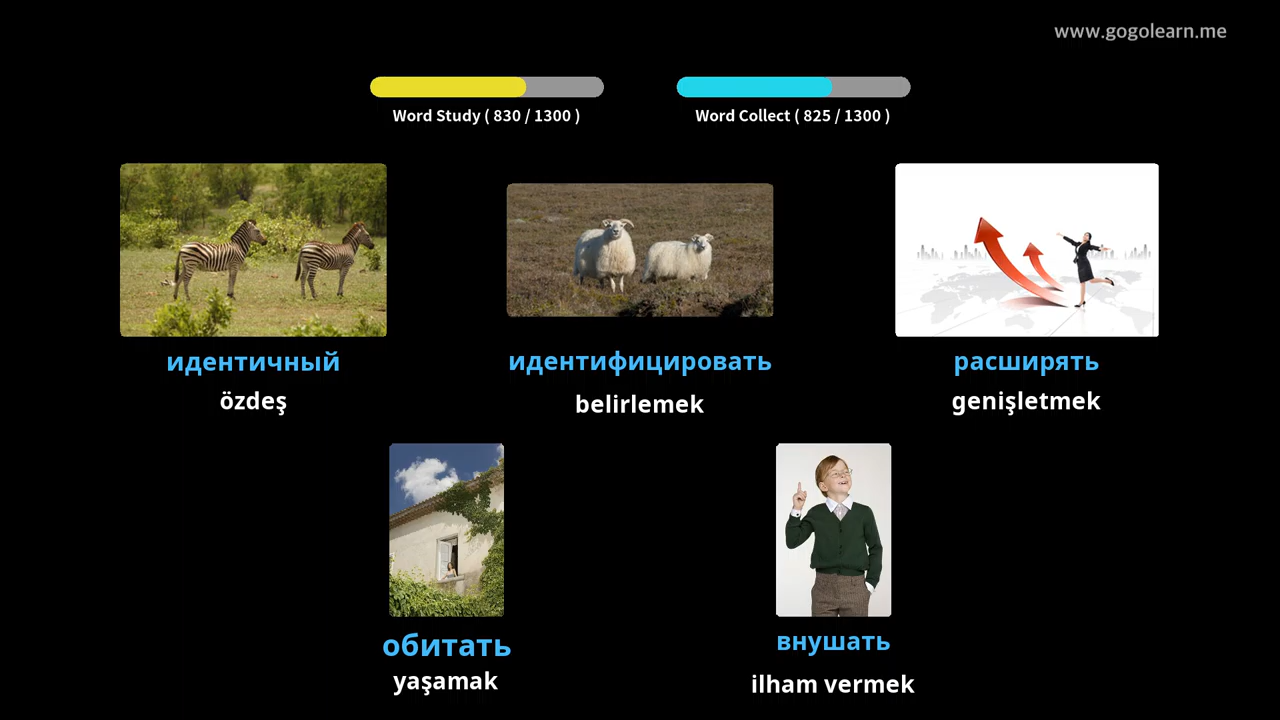 www.gogolearn.me
Word Study ( 830 / 1300 )
Word Collect ( 825 / 1300 )
идентичный
özdeş
идентифицировать
belirlemek
расширять
genişletmek
обитать
yaşamak
внушать
ilham vermek